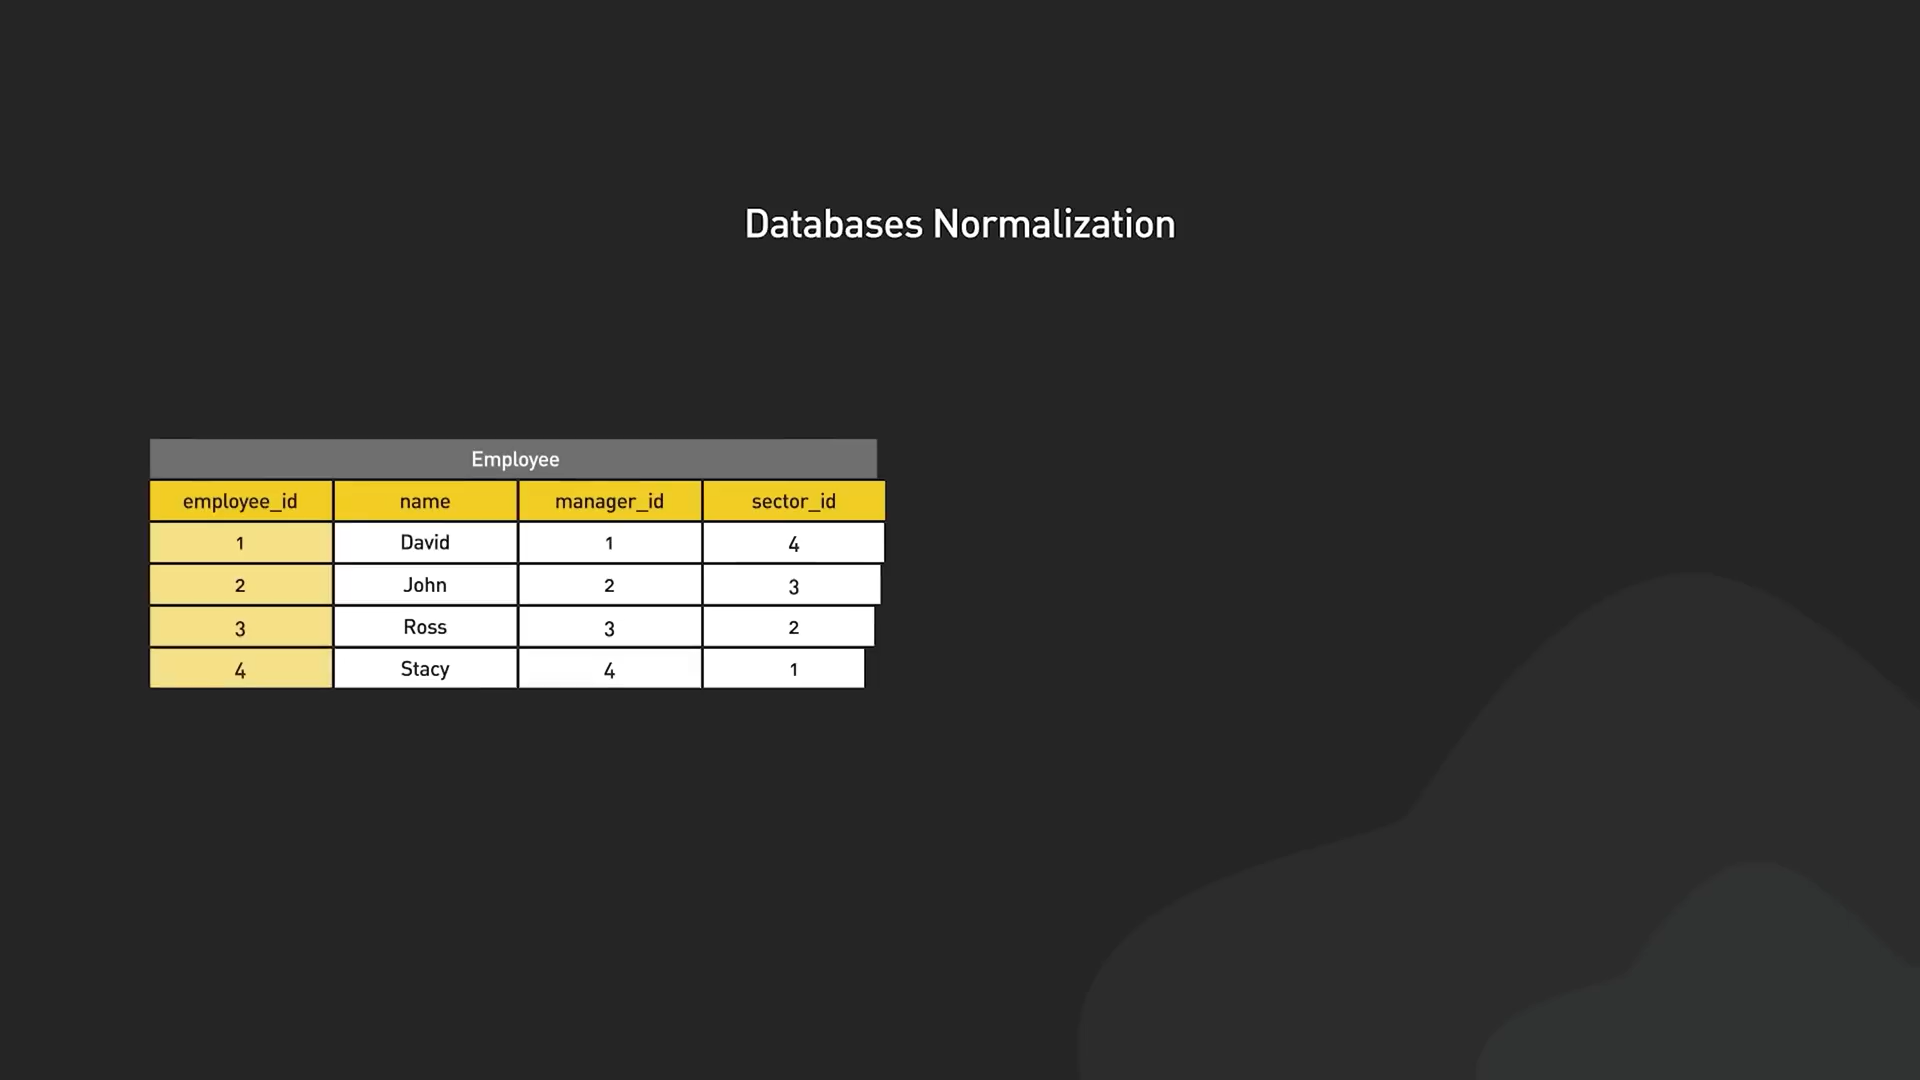 Databases Normalization
Employee
employee_id name manager_id sector_id
1 David 1 4
2 John 2 3
3 Ross 3 2
4 Stacy 4 1